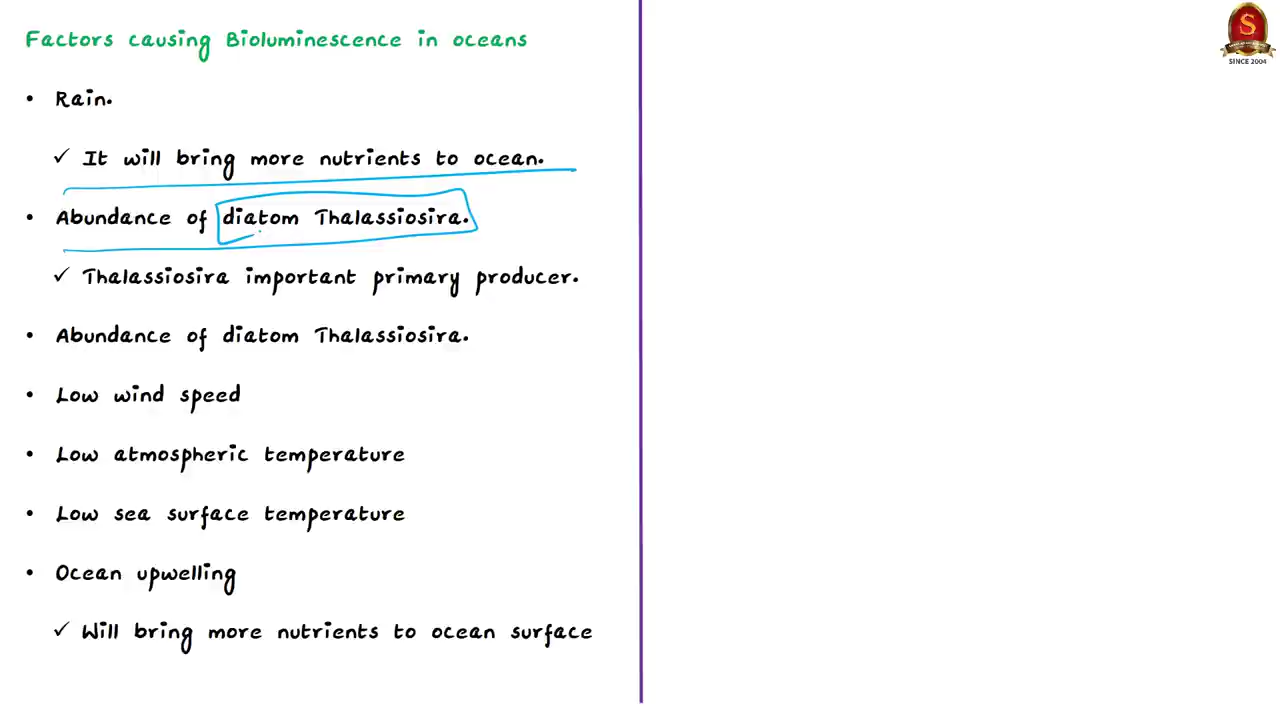 Factors causing Bioluminescence in oceans
• Rain.
✓ It will bring more nutrients to ocean.
• Abundance of diatom Thalassiosira.
✓ Thalassiosira important primary producer.
• Abundance of diatom Thalassiosira.
• Low wind speed
• Low atmospheric temperature
• Low sea surface temperature
• Ocean upwelling
✓ Will bring more nutrients to ocean surface
S
SINCE 2004